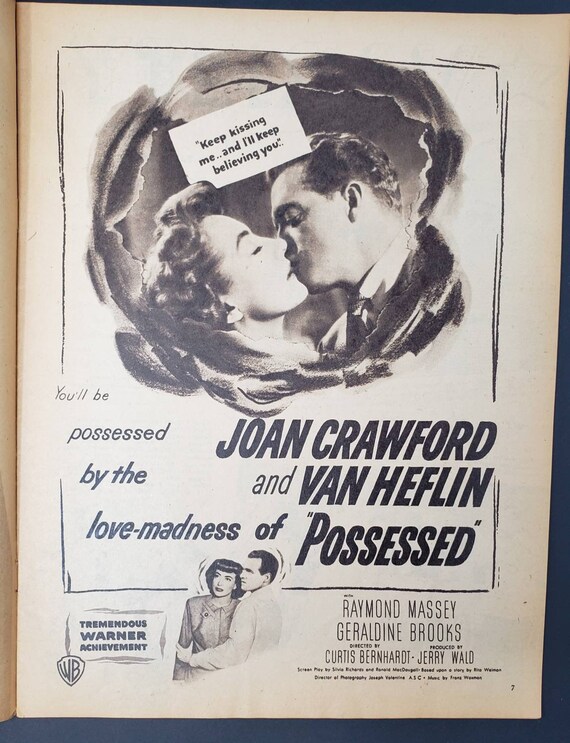 "Keep kissing
me..and I'll keep
believing you".
You'll be
possessed
by the
love-madness of
JOAN CRAWFORD
and VAN HEFLIN
"POSSESSED"
TREMENDOUS
WARNER
ACHIEVEMENT
WB
with
RAYMOND MASSEY
GERALDINE BROOKS
DIRECTED BY PRODUCED BY
CURTIS BERNHARDT · JERRY WALD
Screen Play by Silvia Richards and Ranald MacDougall· Based upon a story by Rita Weiman
Director of Photography Joseph Valentine A S C · Music by Franz Waxman
7